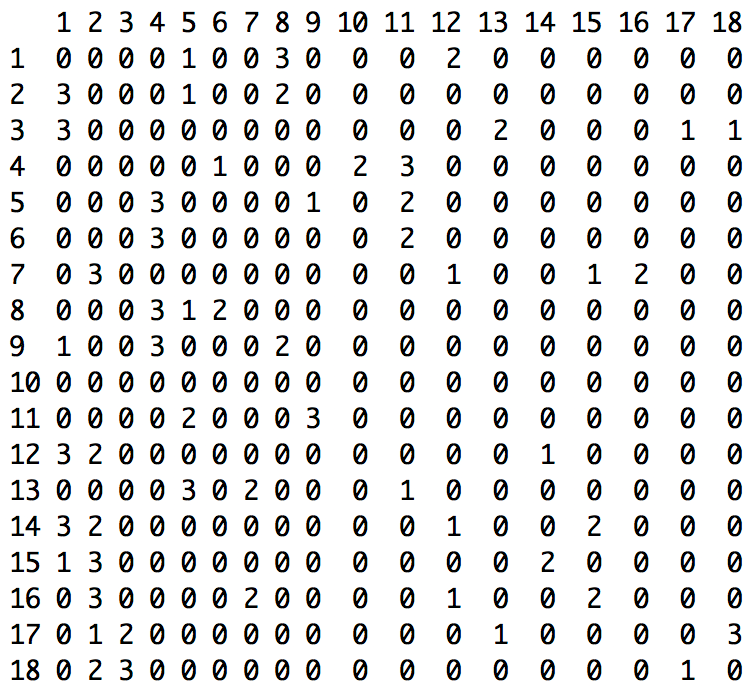 1 2 3 4 5 6 7 8 9 10 11 12 13 14 15 16 17 18
1 0 0 0 0 1 0 0 3 0 0 0 2 0 0 0 0 0 0
2 3 0 0 0 1 0 0 2 0 0 0 0 0 0 0 0 0 0
3 3 0 0 0 0 0 0 0 0 0 0 0 2 0 0 0 1 1
4 0 0 0 0 0 1 0 0 0 2 3 0 0 0 0 0 0 0
5 0 0 0 3 0 0 0 0 1 0 2 0 0 0 0 0 0 0
6 0 0 0 3 0 0 0 0 0 0 2 0 0 0 0 0 0 0
7 0 3 0 0 0 0 0 0 0 0 0 1 0 0 1 2 0 0
8 0 0 0 3 1 2 0 0 0 0 0 0 0 0 0 0 0 0
9 1 0 0 3 0 0 0 2 0 0 0 0 0 0 0 0 0 0
10 0 0 0 0 0 0 0 0 0 0 0 0 0 0 0 0 0 0
11 0 0 0 0 2 0 0 0 3 0 0 0 0 0 0 0 0 0
12 3 2 0 0 0 0 0 0 0 0 0 0 0 1 0 0 0 0
13 0 0 0 0 3 0 2 0 0 0 1 0 0 0 0 0 0 0
14 3 2 0 0 0 0 0 0 0 0 0 1 0 0 2 0 0 0
15 1 3 0 0 0 0 0 0 0 0 0 0 0 2 0 0 0 0
16 0 3 0 0 0 0 2 0 0 0 0 1 0 0 2 0 0 0
17 0 1 2 0 0 0 0 0 0 0 0 0 1 0 0 0 0 3
18 0 2 3 0 0 0 0 0 0 0 0 0 0 0 0 0 1 0